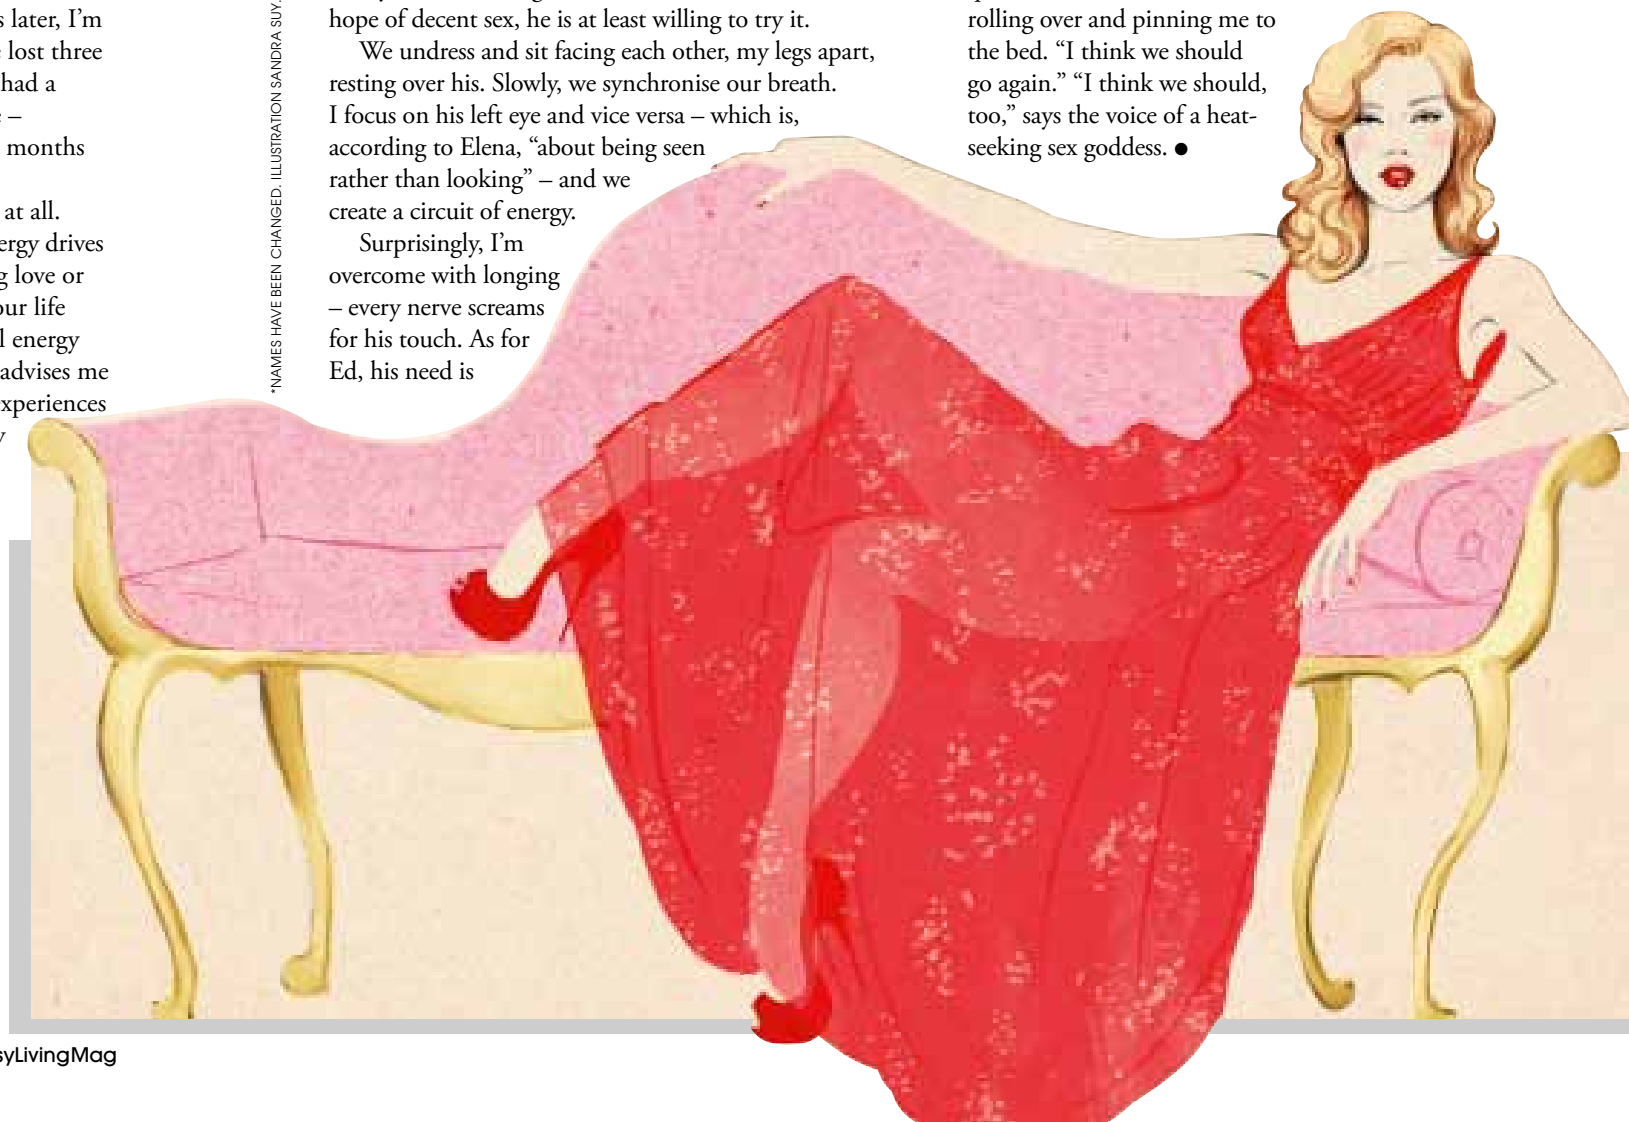 s later, I’m
lost three
had a
–
months
at all.
ergy drives
g love or
our life
l energy
advises me
experiences
y
*NAMES HAVE BEEN CHANGED. ILLUSTRATION SANDRA SUY.
hope of decent sex, he is at least willing to try it.
We undress and sit facing each other, my legs apart,
resting over his. Slowly, we synchronise our breath.
I focus on his left eye and vice versa – which is,
according to Elena, “about being seen
rather than looking” – and we
create a circuit of energy.
Surprisingly, I’m
overcome with longing
– every nerve screams
for his touch. As for
Ed, his need is
rolling over and pinning me to
the bed. “I think we should
go again.” “I think we should,
too,” says the voice of a heat-
seeking sex goddess. ●
syLivingMag